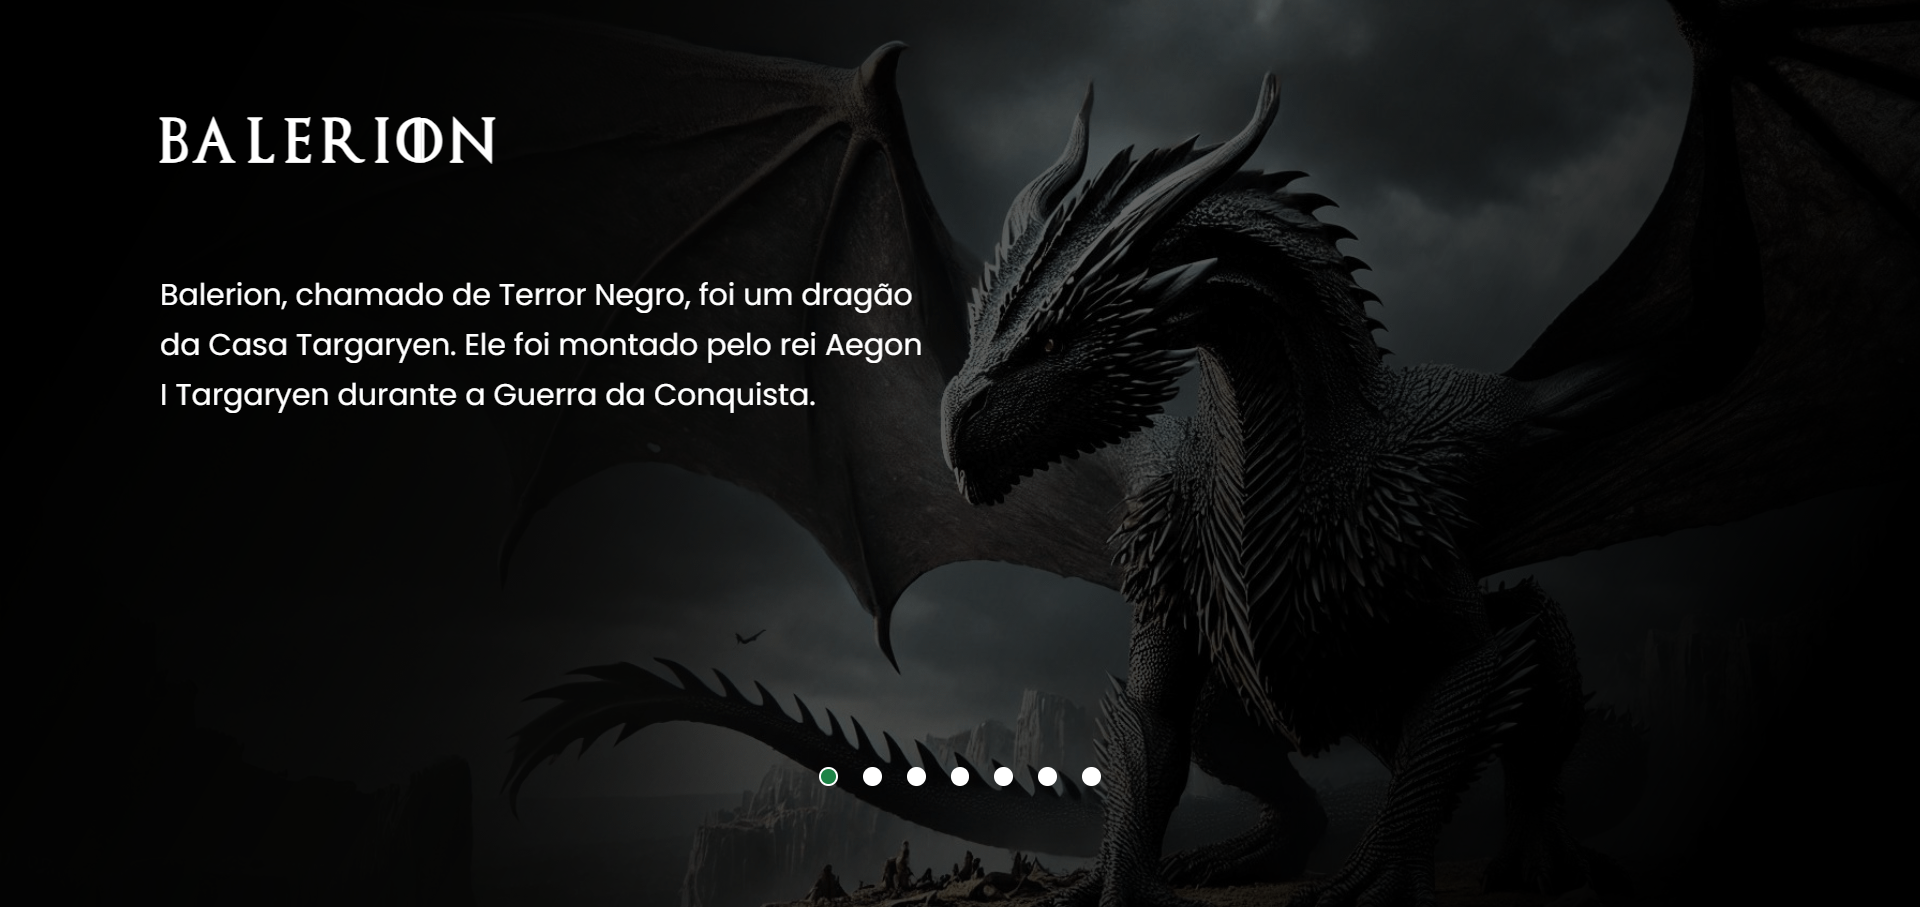 BALERION
Balerion, chamado de Terror Negro, foi um dragão
da Casa Targaryen. Ele foi montado pelo rei Aegon
I Targaryen durante a Guerra da Conquista.